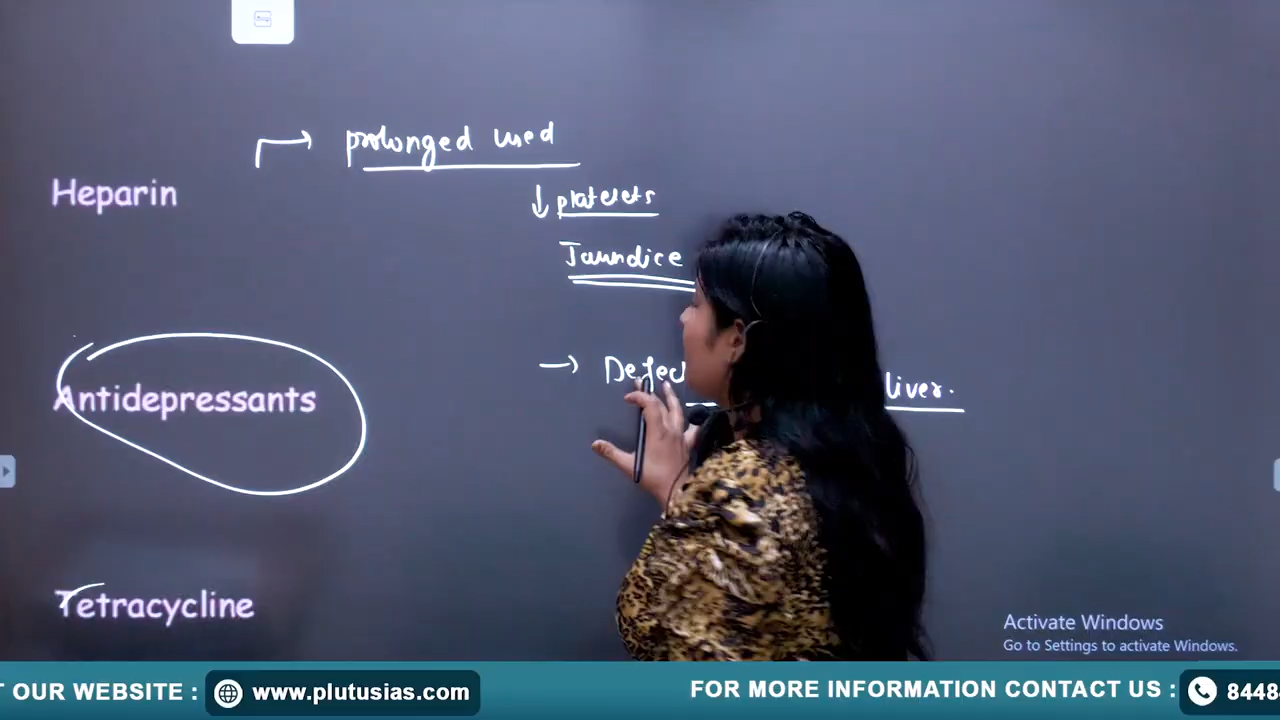 prolonged used
Heparin
↓ platelets
Jaundice
→ Defec liver.
Antidepressants
Tetracycline
Activate Windows
Go to Settings to activate Windows.
T OUR WEBSITE : www.plutusias.com FOR MORE INFORMATION CONTACT US : 8448